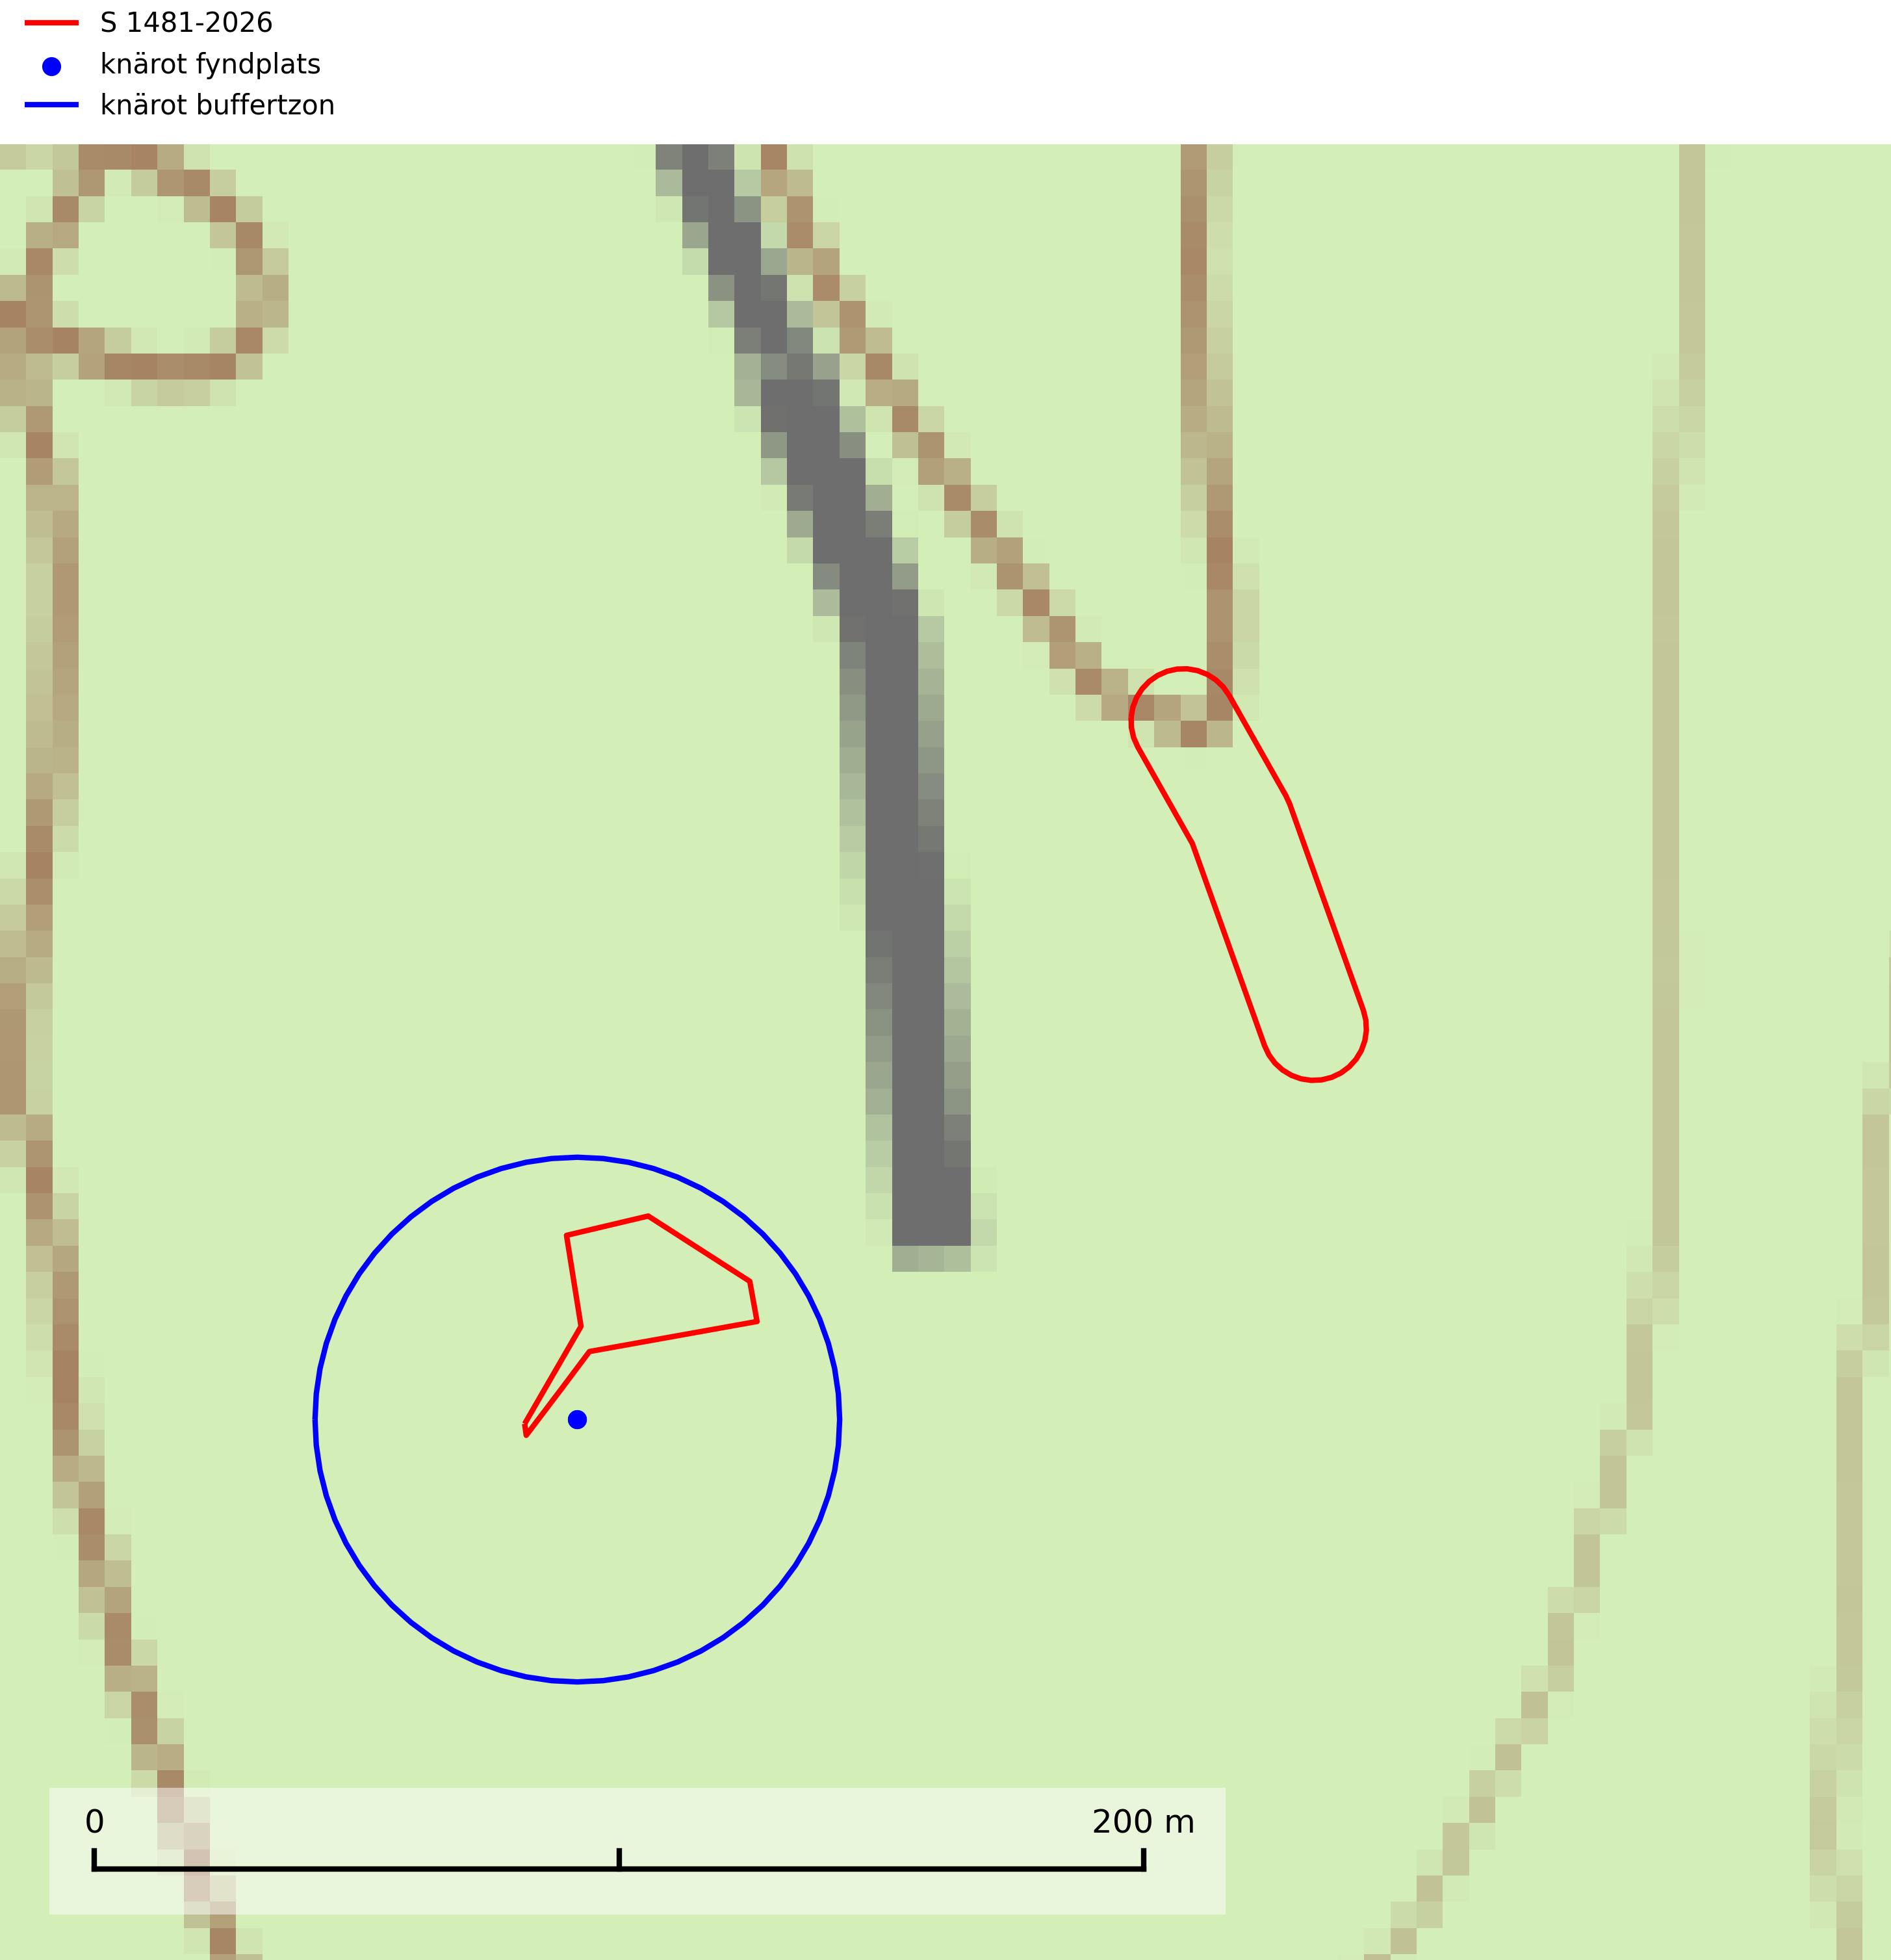 S 1481-2026
knärot fyndplats
knärot buffertzon
0 200 m